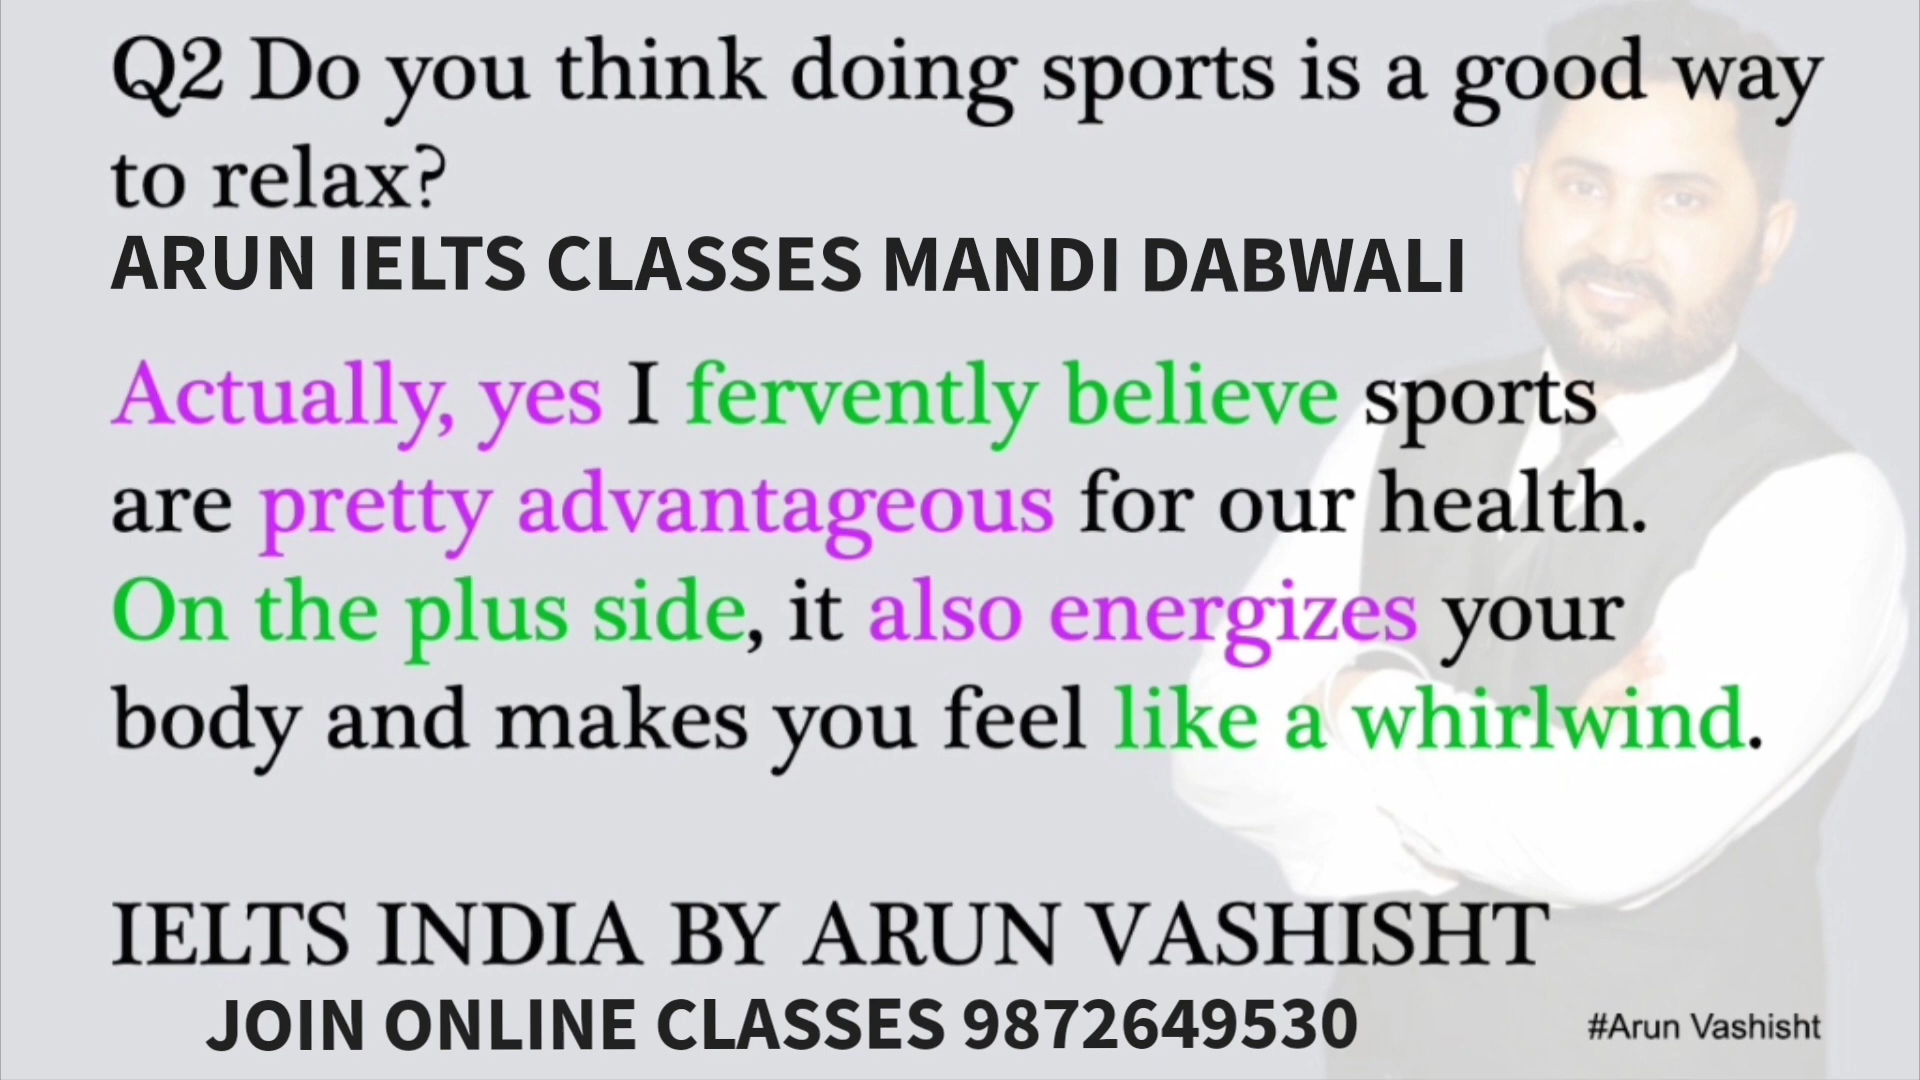 Q2 Do you think doing sports is a good way
to relax?
ARUN IELTS CLASSES MANDI DABWALI
Actually, yes I fervently believe sports
are pretty advantageous for our health.
On the plus side, it also energizes your
body and makes you feel like a whirlwind.
IELTS INDIA BY ARUN VASHISHT
JOIN ONLINE CLASSES 9872649530
#Arun Vashisht